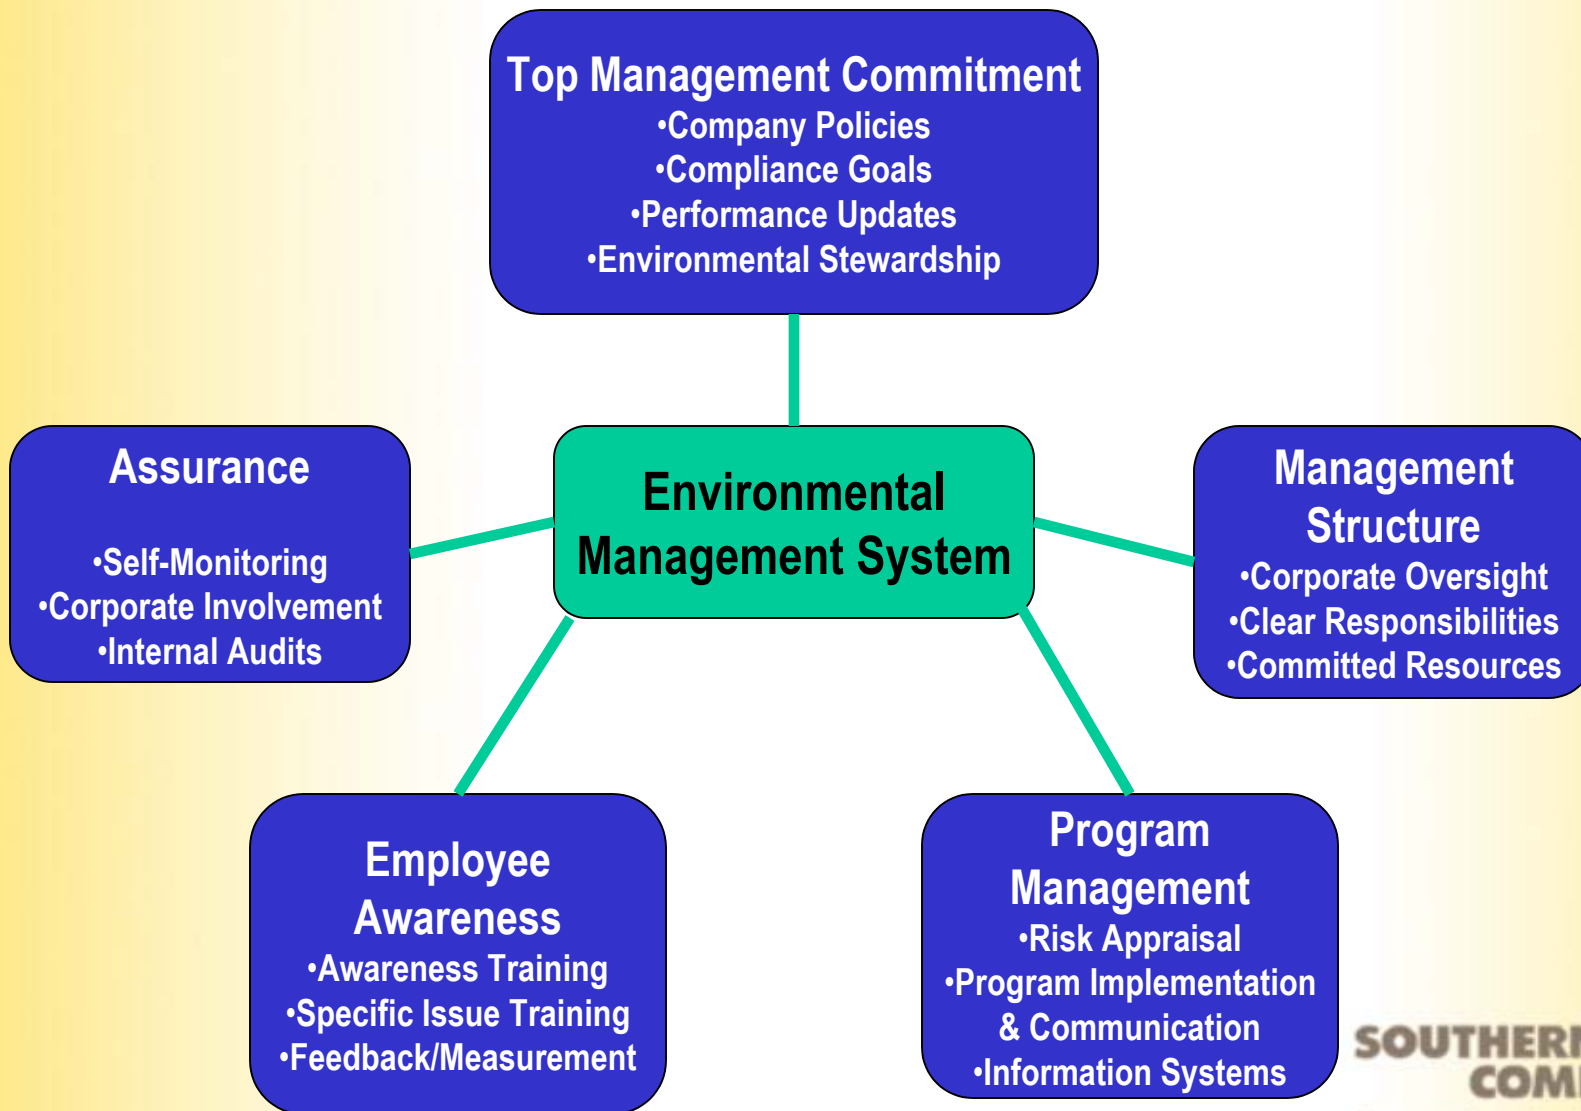 Top Management Commitment
•Company Policies
•Compliance Goals
•Performance Updates
•Environmental Stewardship
Assurance
•Self-Monitoring
•Corporate Involvement
•Internal Audits
Environmental
Management System
Management
Structure
•Corporate Oversight
•Clear Responsibilities
•Committed Resources
Employee
Awareness
•Awareness Training
•Specific Issue Training
•Feedback/Measurement
Program
Management
•Risk Appraisal
•Program Implementation
& Communication
•Information Systems
SOUTHERN